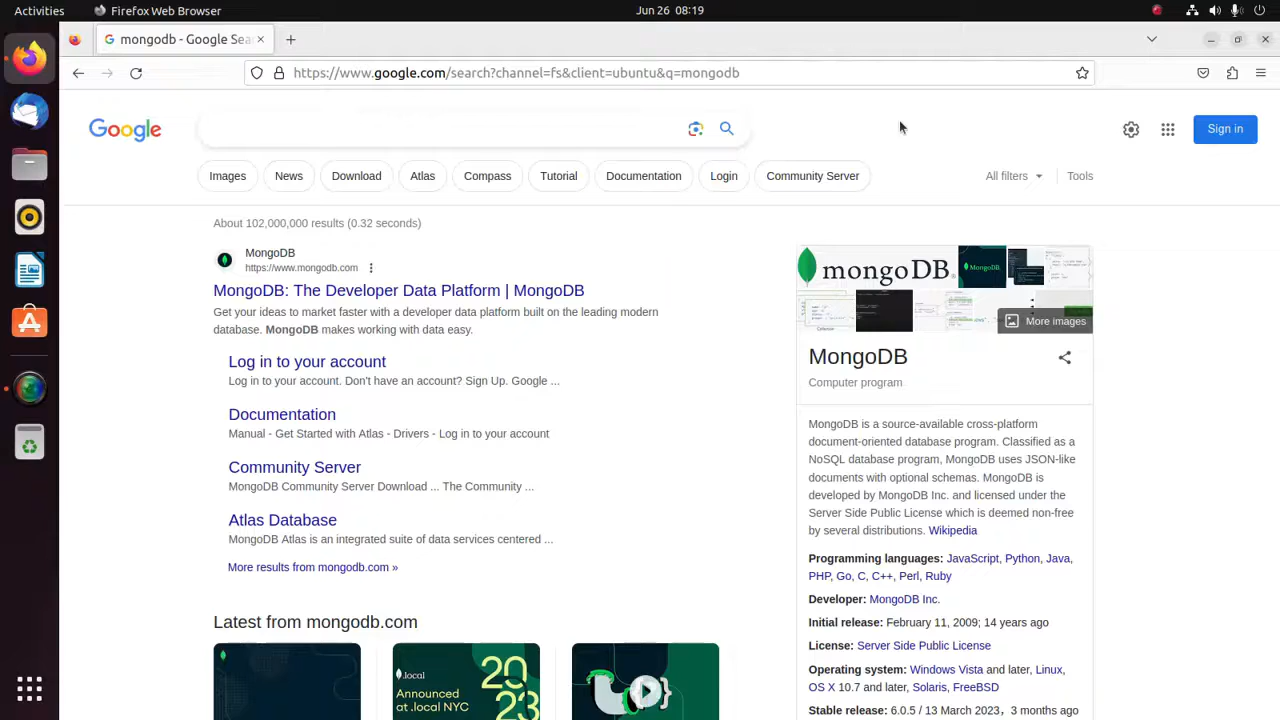 Activities
Firefox Web Browser
Jun 26 08:19
mongodb - Google Sea
https://www.google.com/search?channel=fs&client=ubuntu&q=mongodb
Google
Sign in
Images
News
Download
Atlas
Compass
Tutorial
Documentation
Login
Community Server
All filters
Tools
About 102,000,000 results (0.32 seconds)
MongoDB
https://www.mongodb.com
MongoDB: The Developer Data Platform | MongoDB
Get your ideas to market faster with a developer data platform built on the leading modern
database. MongoDB makes working with data easy.
Log in to your account
Log in to your account. Don't have an account? Sign Up. Google ...
Documentation
Manual - Get Started with Atlas - Drivers - Log in to your account
Community Server
MongoDB Community Server Download ... The Community ...
Atlas Database
MongoDB Atlas is an integrated suite of data services centered ...
More results from mongodb.com »
Latest from mongodb.com
.local
Announced
at .local NYC
2023
mongoDB.
MongoDB
More images
MongoDB
Computer program
MongoDB is a source-available cross-platform
document-oriented database program. Classified as a
NoSQL database program, MongoDB uses JSON-like
documents with optional schemas. MongoDB is
developed by MongoDB Inc. and licensed under the
Server Side Public License which is deemed non-free
by several distributions. Wikipedia
Programming languages: JavaScript, Python, Java,
PHP, Go, C, C++, Perl, Ruby
Developer: MongoDB Inc.
Initial release: February 11, 2009; 14 years ago
License: Server Side Public License
Operating system: Windows Vista and later, Linux,
OS X 10.7 and later, Solaris, FreeBSD
Stable release: 6.0.5 / 13 March 2023, 3 months ago